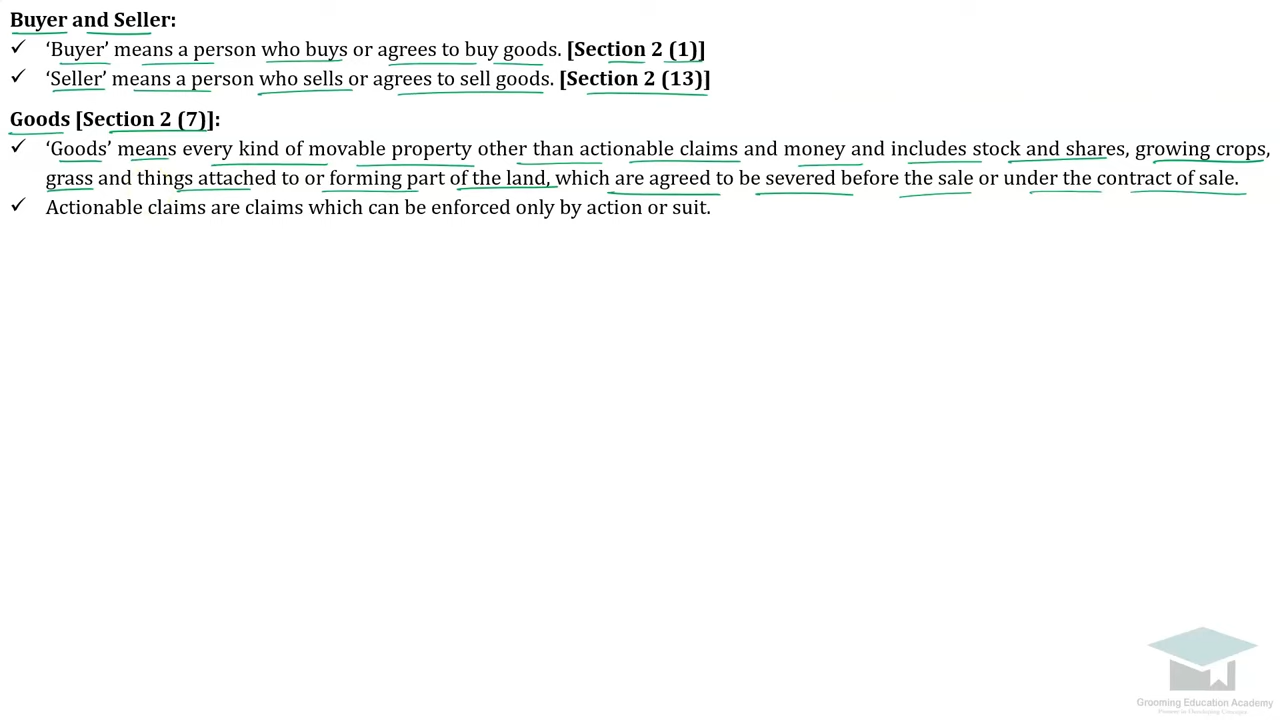 Buyer and Seller:
✓ ‘Buyer’ means a person who buys or agrees to buy goods. [Section 2 (1)]
✓ ‘Seller’ means a person who sells or agrees to sell goods. [Section 2 (13)]
Goods [Section 2 (7)]:
✓ ‘Goods’ means every kind of movable property other than actionable claims and money and includes stock and shares, growing crops,
grass and things attached to or forming part of the land, which are agreed to be severed before the sale or under the contract of sale.
✓ Actionable claims are claims which can be enforced only by action or suit.
Grooming Education Academy